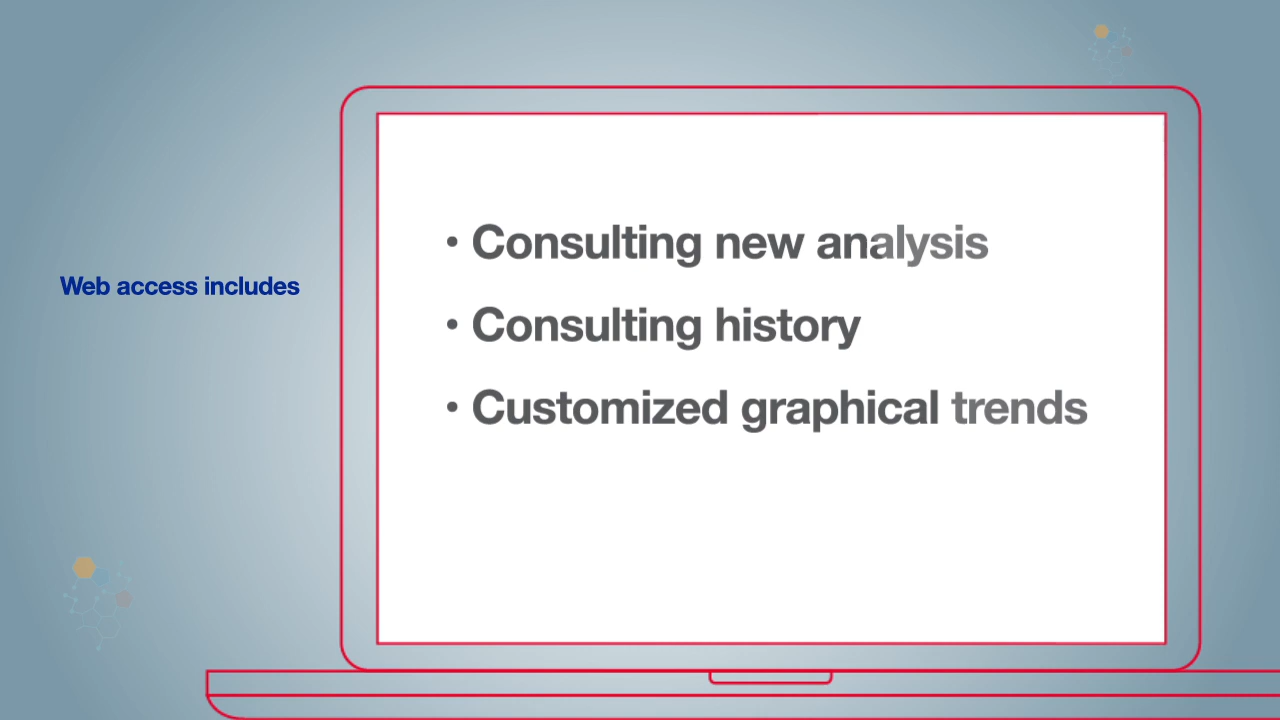 Web access includes
• Consulting new analysis
• Consulting history
• Customized graphical trends